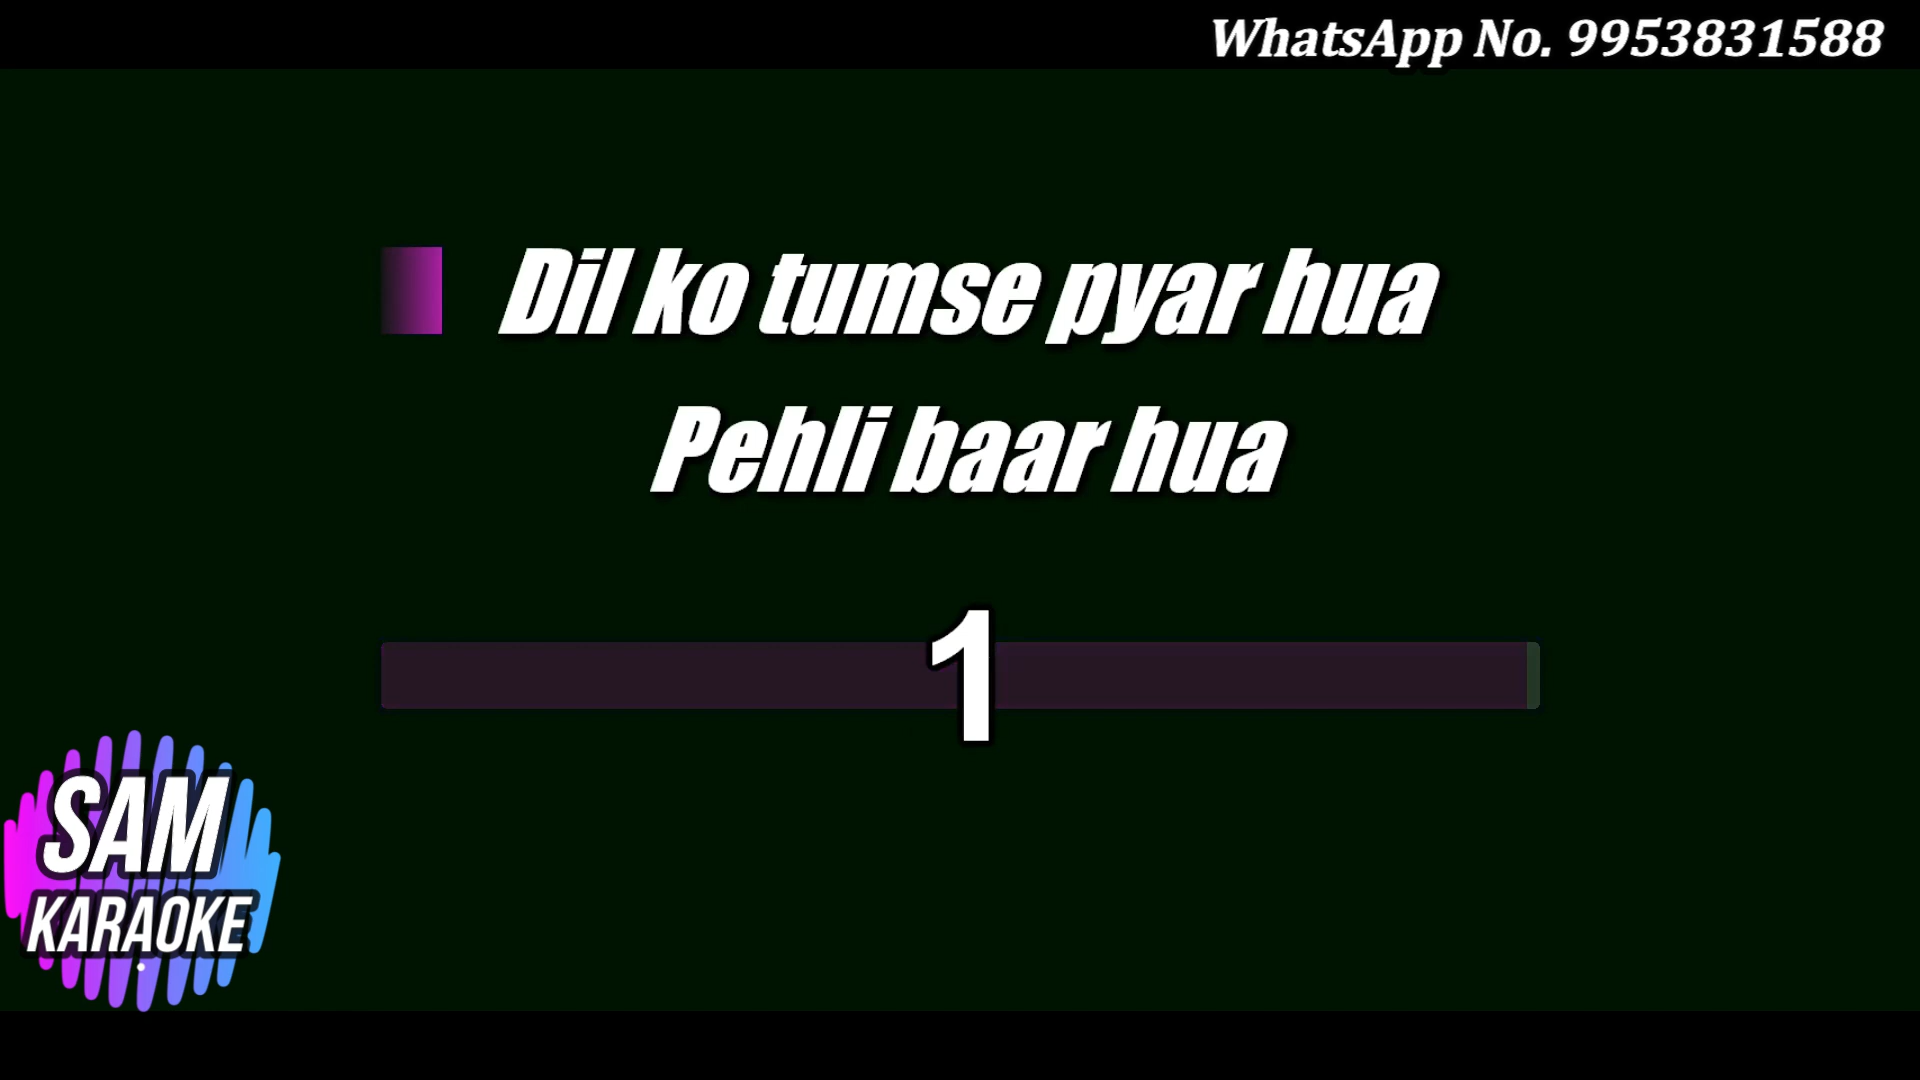 WhatsApp No. 9953831588
Dil ko tumse pyar hua
Pehli baar hua
1
SAM
KARAOKE